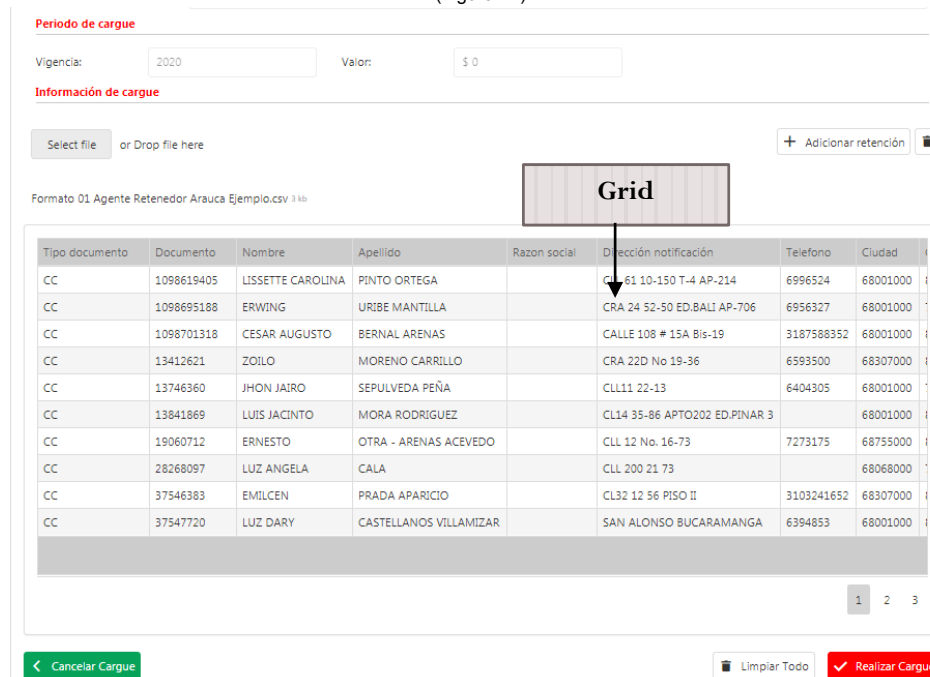 Periodo de cargue
Vigencia: 2020 Valor: $ 0
Información de cargue
Select file or Drop file here + Adicionar retención
Grid
Formato 01 Agente Retenedor Arauca Ejemplo.csv 3 kb
Tipo documento Documento Nombre Apellido Razon social Dirección notificación Telefono Ciudad
CC 1098619405 LISSETTE CAROLINA PINTO ORTEGA CLL 61 10-150 T-4 AP-214 6996524 68001000
CC 1098695188 ERWING URIBE MANTILLA CRA 24 52-50 ED.BALI AP-706 6956327 68001000
CC 1098701318 CESAR AUGUSTO BERNAL ARENAS CALLE 108 # 15A Bis-19 3187588352 68001000
CC 13412621 ZOILO MORENO CARRILLO CRA 22D No 19-36 6593500 68307000
CC 13746360 JHON JAIRO SEPULVEDA PEÑA CLL11 22-13 6404305 68001000
CC 13841869 LUIS JACINTO MORA RODRIGUEZ CL14 35-86 APTO202 ED.PINAR 3 68001000
CC 19060712 ERNESTO OTRA - ARENAS ACEVEDO CLL 12 No. 16-73 7273175 68755000
CC 28268097 LUZ ANGELA CALA CLL 200 21 73 68068000
CC 37546383 EMILCEN PRADA APARICIO CL32 12 56 PISO II 3103241652 68307000
CC 37547720 LUZ DARY CASTELLANOS VILLAMIZAR SAN ALONSO BUCARAMANGA 6394853 68001000
1 2 3
Cancelar Cargue Limpiar Todo Realizar Cargue